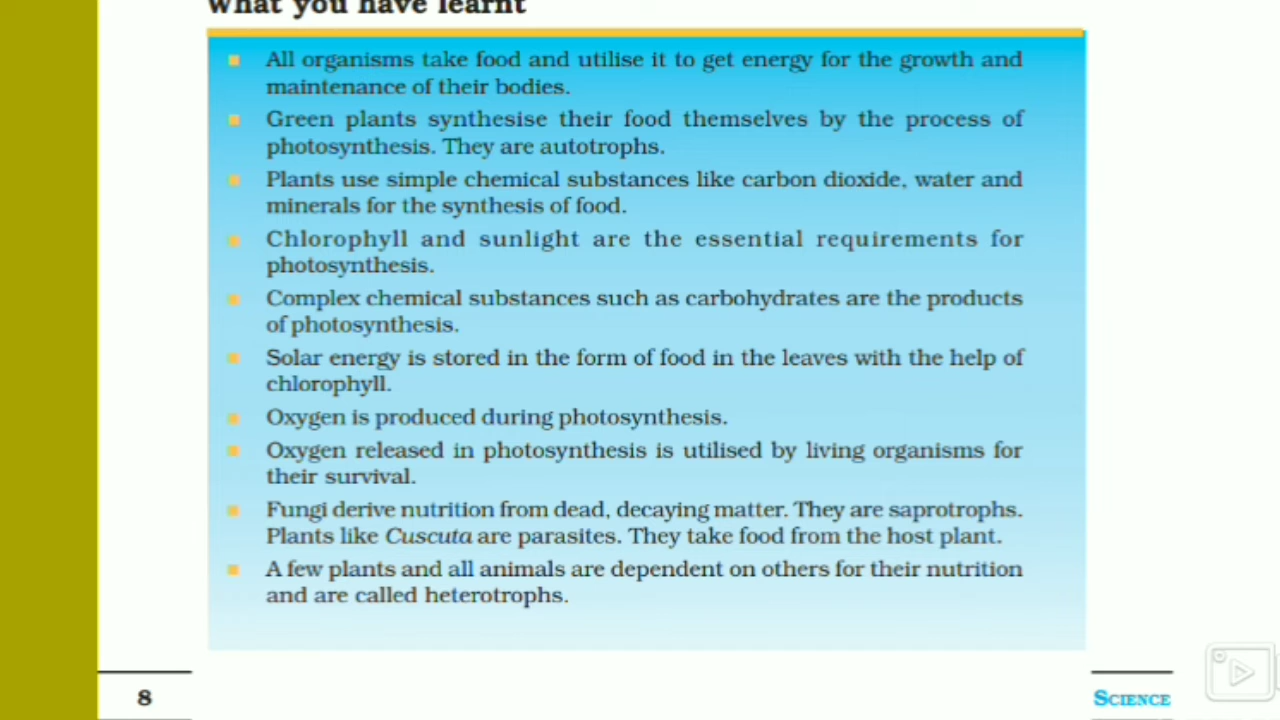 What you have learnt
All organisms take food and utilise it to get energy for the growth and
maintenance of their bodies.
Green plants synthesise their food themselves by the process of
photosynthesis. They are autotrophs.
Plants use simple chemical substances like carbon dioxide, water and
minerals for the synthesis of food.
Chlorophyll and sunlight are the essential requirements for
photosynthesis.
Complex chemical substances such as carbohydrates are the products
of photosynthesis.
Solar energy is stored in the form of food in the leaves with the help of
chlorophyll.
Oxygen is produced during photosynthesis.
Oxygen released in photosynthesis is utilised by living organisms for
their survival.
Fungi derive nutrition from dead, decaying matter. They are saprotrophs.
Plants like Cuscuta are parasites. They take food from the host plant.
A few plants and all animals are dependent on others for their nutrition
and are called heterotrophs.
8
SCIENCE